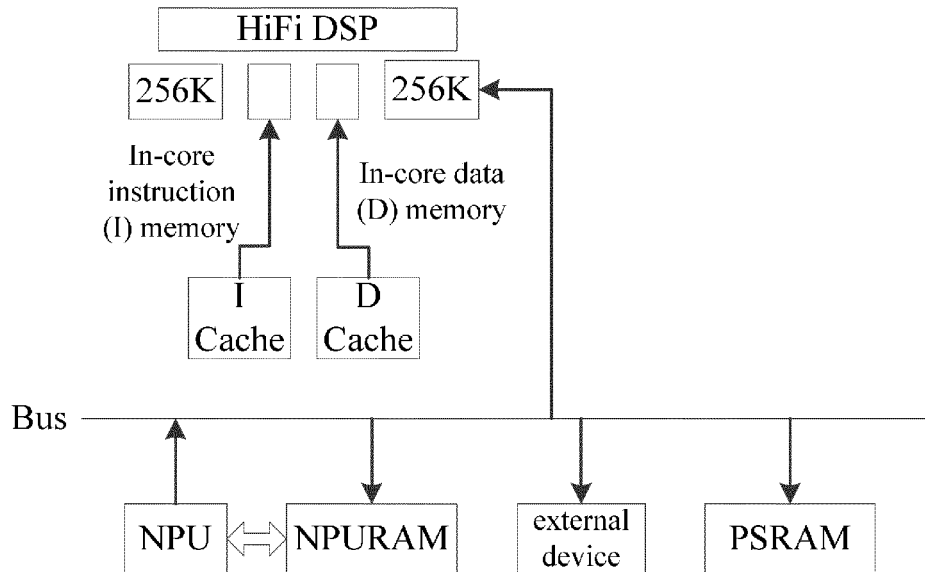 HiFi DSP
256K
256K
In-core
instruction
(I) memory
In-core data
(D) memory
I
Cache
D
Cache
Bus
NPU
NPURAM
external
device
PSRAM